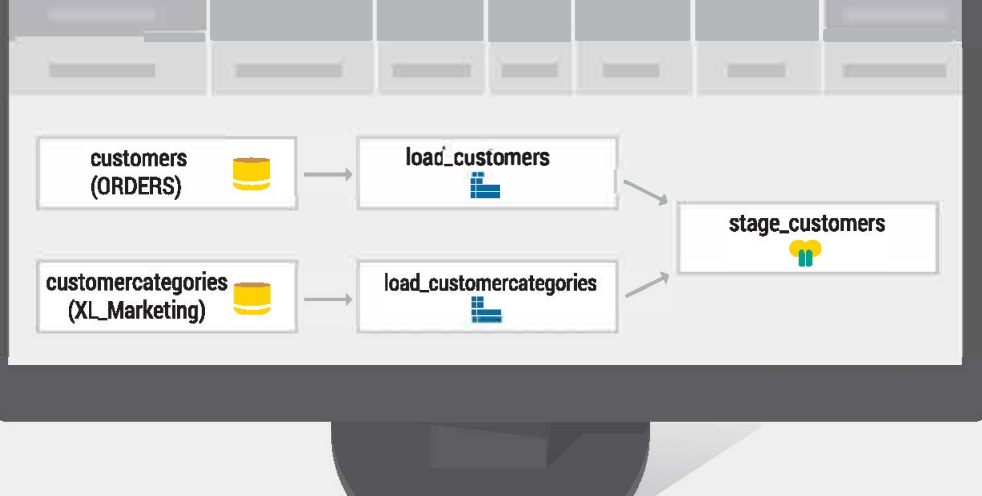 customers
(ORDERS)
load_customers
stage_customers
customercategories
(XL_Marketing)
load_customercategories